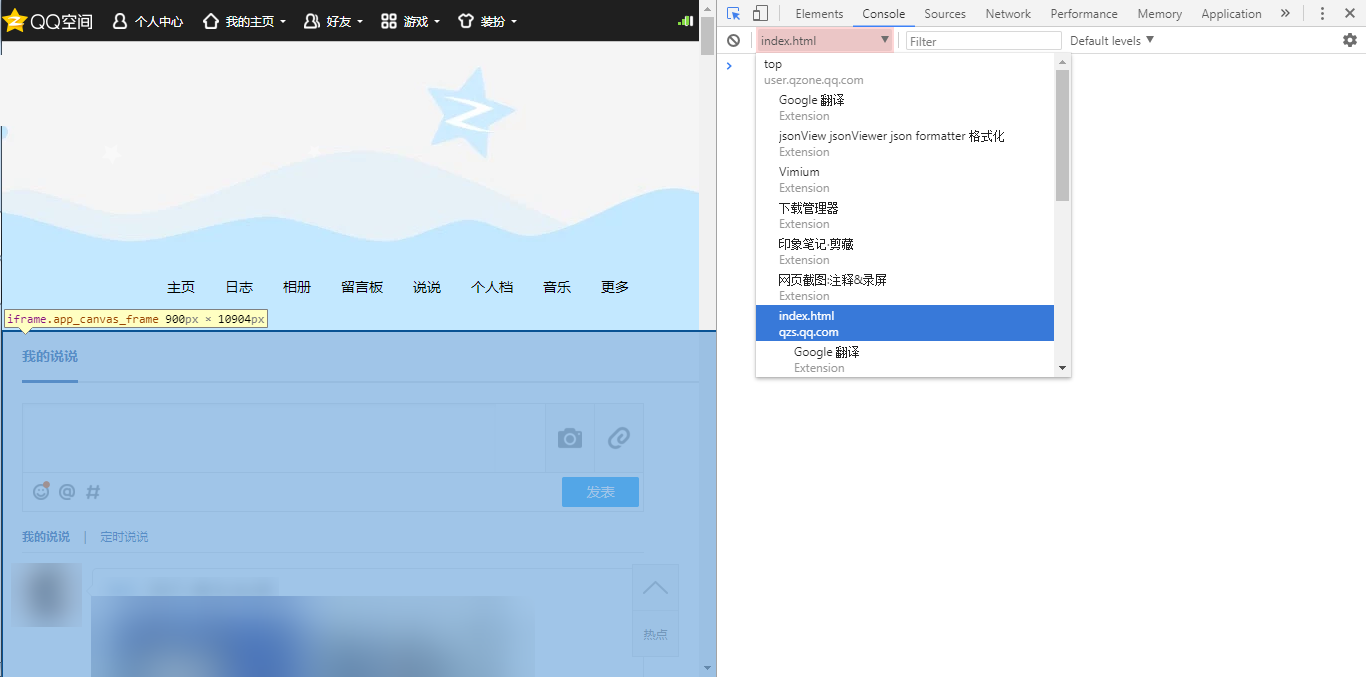 QQ空间 个人中心 我的主页 好友 游戏 装扮
主页 日志 相册 留言板 说说 个人档 音乐 更多
iframe.app_canvas_frame 900px × 10904px
我的说说
发表
我的说说 | 定时说说
热点
Elements Console Sources Network Performance Memory Application »
index.html ▼ Filter Default levels ▼
top
user.qzone.qq.com
Google 翻译
Extension
jsonView jsonViewer json formatter 格式化
Extension
Vimium
Extension
下载管理器
Extension
印象笔记·剪藏
Extension
网页截图:注释&录屏
Extension
index.html
qzs.qq.com
Google 翻译
Extension